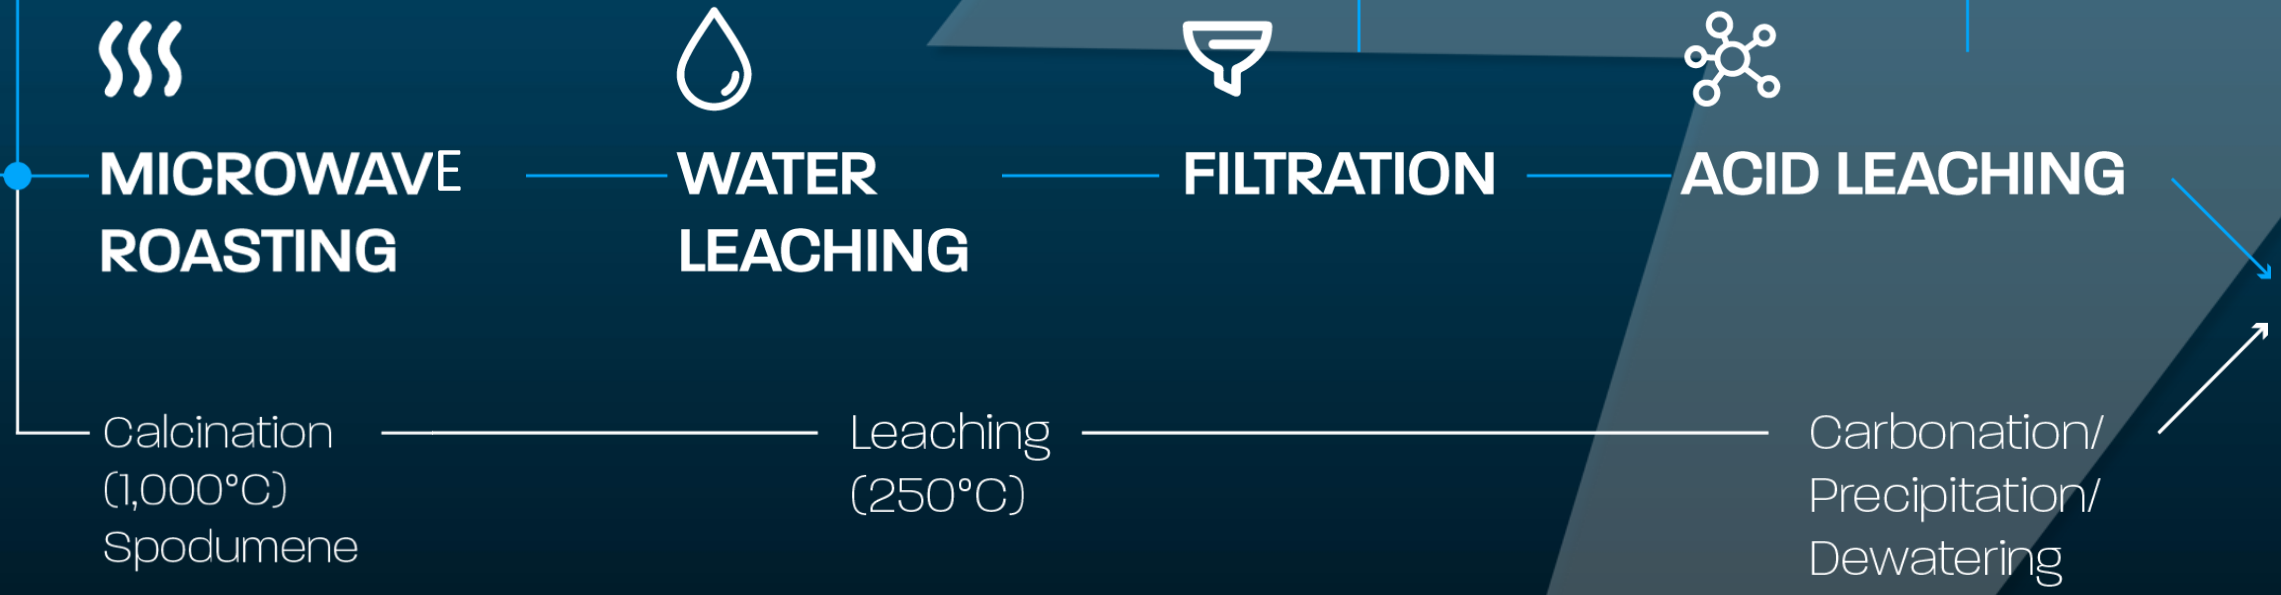 MICROWAVE
ROASTING
WATER
LEACHING
FILTRATION
ACID LEACHING
Calcination
(1,000°C)
Spodumene
Leaching
(250°C)
Carbonation/
Precipitation/
Dewatering